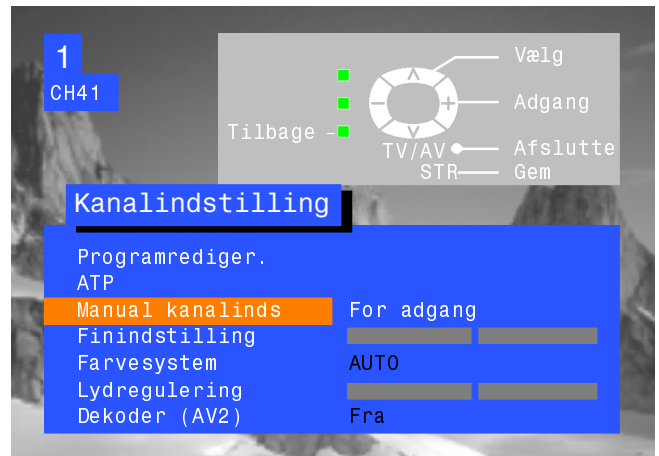 1
CH41
Vælg
Adgang
Tilbage
TV/AV Afslutte
STR Gem
Kanalindstilling
Programrediger.
ATP
Manual kanalinds For adgang
Finindstilling
Farvesystem AUTO
Lydregulering
Dekoder (AV2) Fra